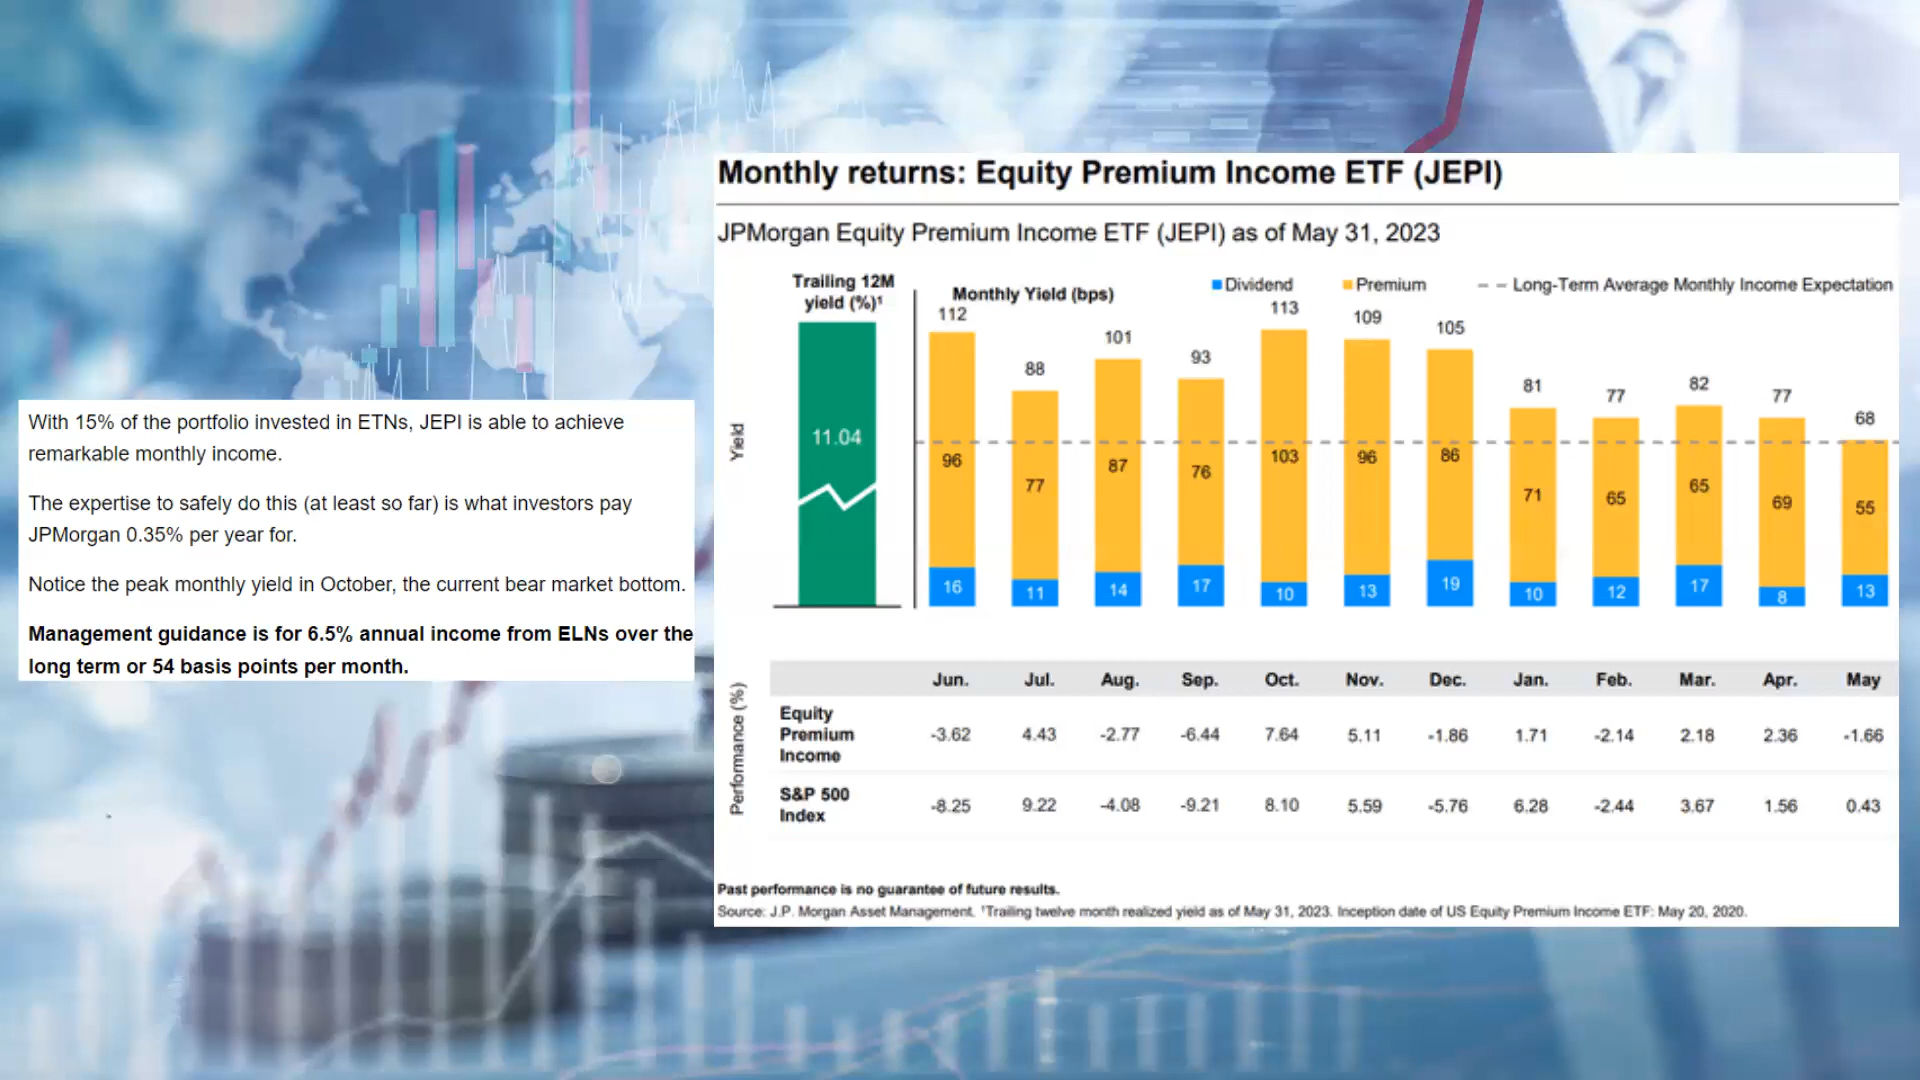 With 15% of the portfolio invested in ETNs, JEPI is able to achieve
remarkable monthly income.
The expertise to safely do this (at least so far) is what investors pay
JPMorgan 0.35% per year for.
Notice the peak monthly yield in October, the current bear market bottom.
Management guidance is for 6.5% annual income from ELNs over the
long term or 54 basis points per month.
Monthly returns: Equity Premium Income ETF (JEPI)
JPMorgan Equity Premium Income ETF (JEPI) as of May 31, 2023
Trailing 12M
yield (%)¹
Monthly Yield (bps)
Dividend
Premium
Long-Term Average Monthly Income Expectation
Yield
11.04
112 88 101 93 113 109 105 81 77 82 77 68
96 77 87 76 103 96 86 71 65 65 69 55
16 11 14 17 10 13 19 10 12 17 8 13
Performance (%)
Jun. Jul. Aug. Sep. Oct. Nov. Dec. Jan. Feb. Mar. Apr. May
Equity
Premium
Income
-3.62 4.43 -2.77 -6.44 7.64 5.11 -1.86 1.71 -2.14 2.18 2.36 -1.66
S&P 500
Index
-8.25 9.22 -4.08 -9.21 8.10 5.59 -5.76 6.28 -2.44 3.67 1.56 0.43
Past performance is no guarantee of future results.
Source: J.P. Morgan Asset Management. ¹Trailing twelve month realized yield as of May 31, 2023. Inception date of US Equity Premium Income ETF: May 20, 2020.